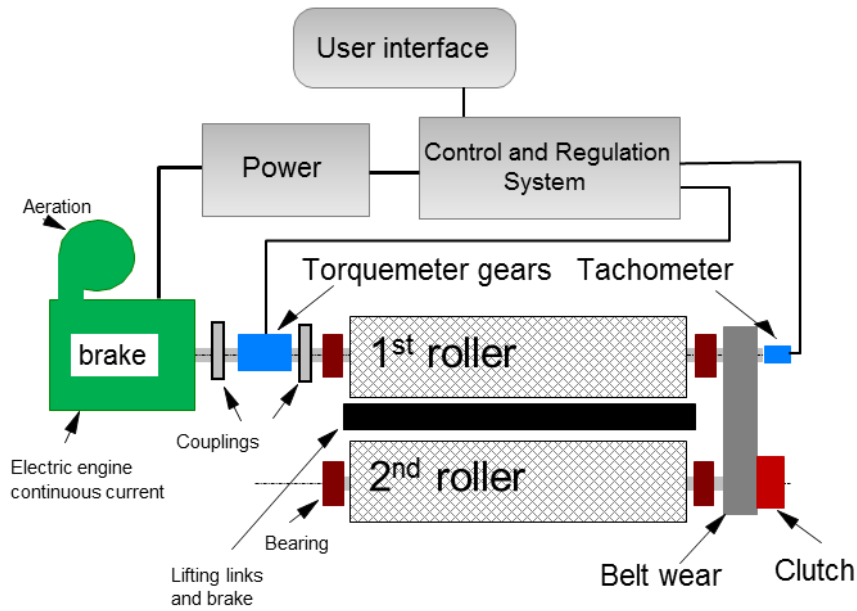 User interface
Power
Control and Regulation
System
Aeration
Torquemeter gears
Tachometer
brake
1st roller
Couplings
2nd roller
Electric engine
continuous current
Bearing
Lifting links
and brake
Belt wear
Clutch